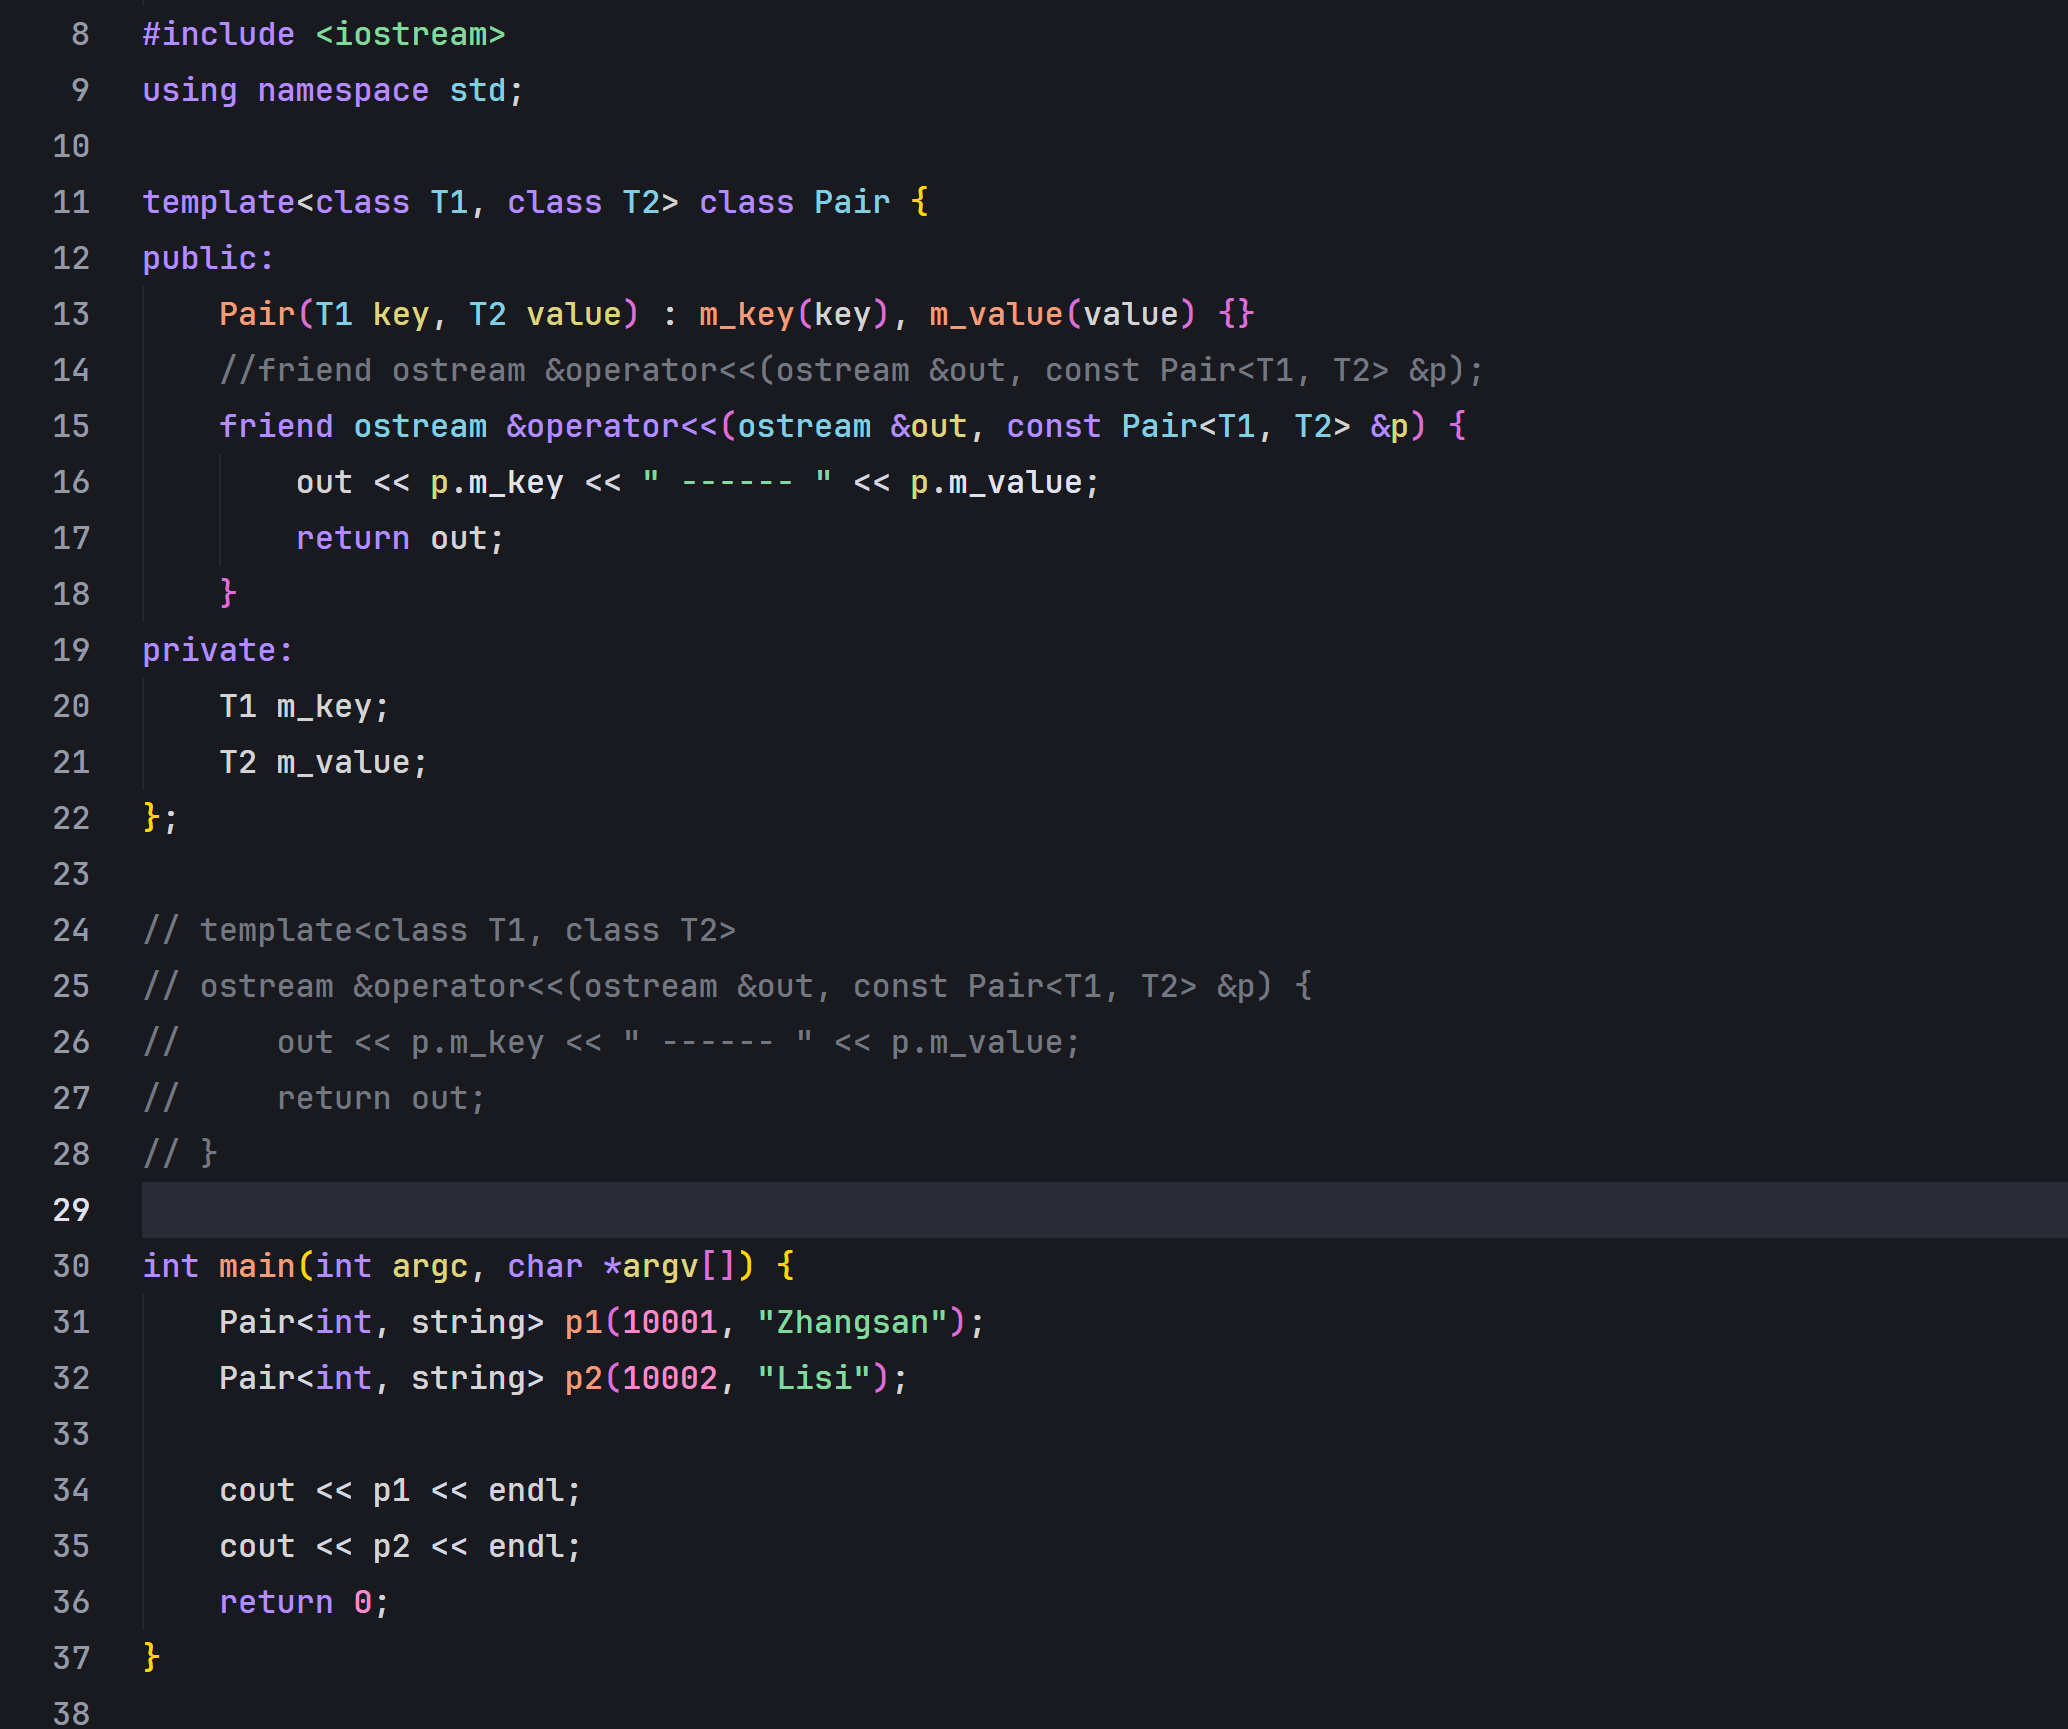 8 #include <iostream>
9 using namespace std;
10
11 template<class T1, class T2> class Pair {
12 public:
13     Pair(T1 key, T2 value) : m_key(key), m_value(value) {}
14     //friend ostream &operator<<(ostream &out, const Pair<T1, T2> &p);
15     friend ostream &operator<<(ostream &out, const Pair<T1, T2> &p) {
16         out << p.m_key << " ------ " << p.m_value;
17         return out;
18     }
19 private:
20     T1 m_key;
21     T2 m_value;
22 };
23
24 // template<class T1, class T2>
25 // ostream &operator<<(ostream &out, const Pair<T1, T2> &p) {
26 //     out << p.m_key << " ------ " << p.m_value;
27 //     return out;
28 // }
29
30 int main(int argc, char *argv[]) {
31     Pair<int, string> p1(10001, "Zhangsan");
32     Pair<int, string> p2(10002, "Lisi");
33
34     cout << p1 << endl;
35     cout << p2 << endl;
36     return 0;
37 }
38